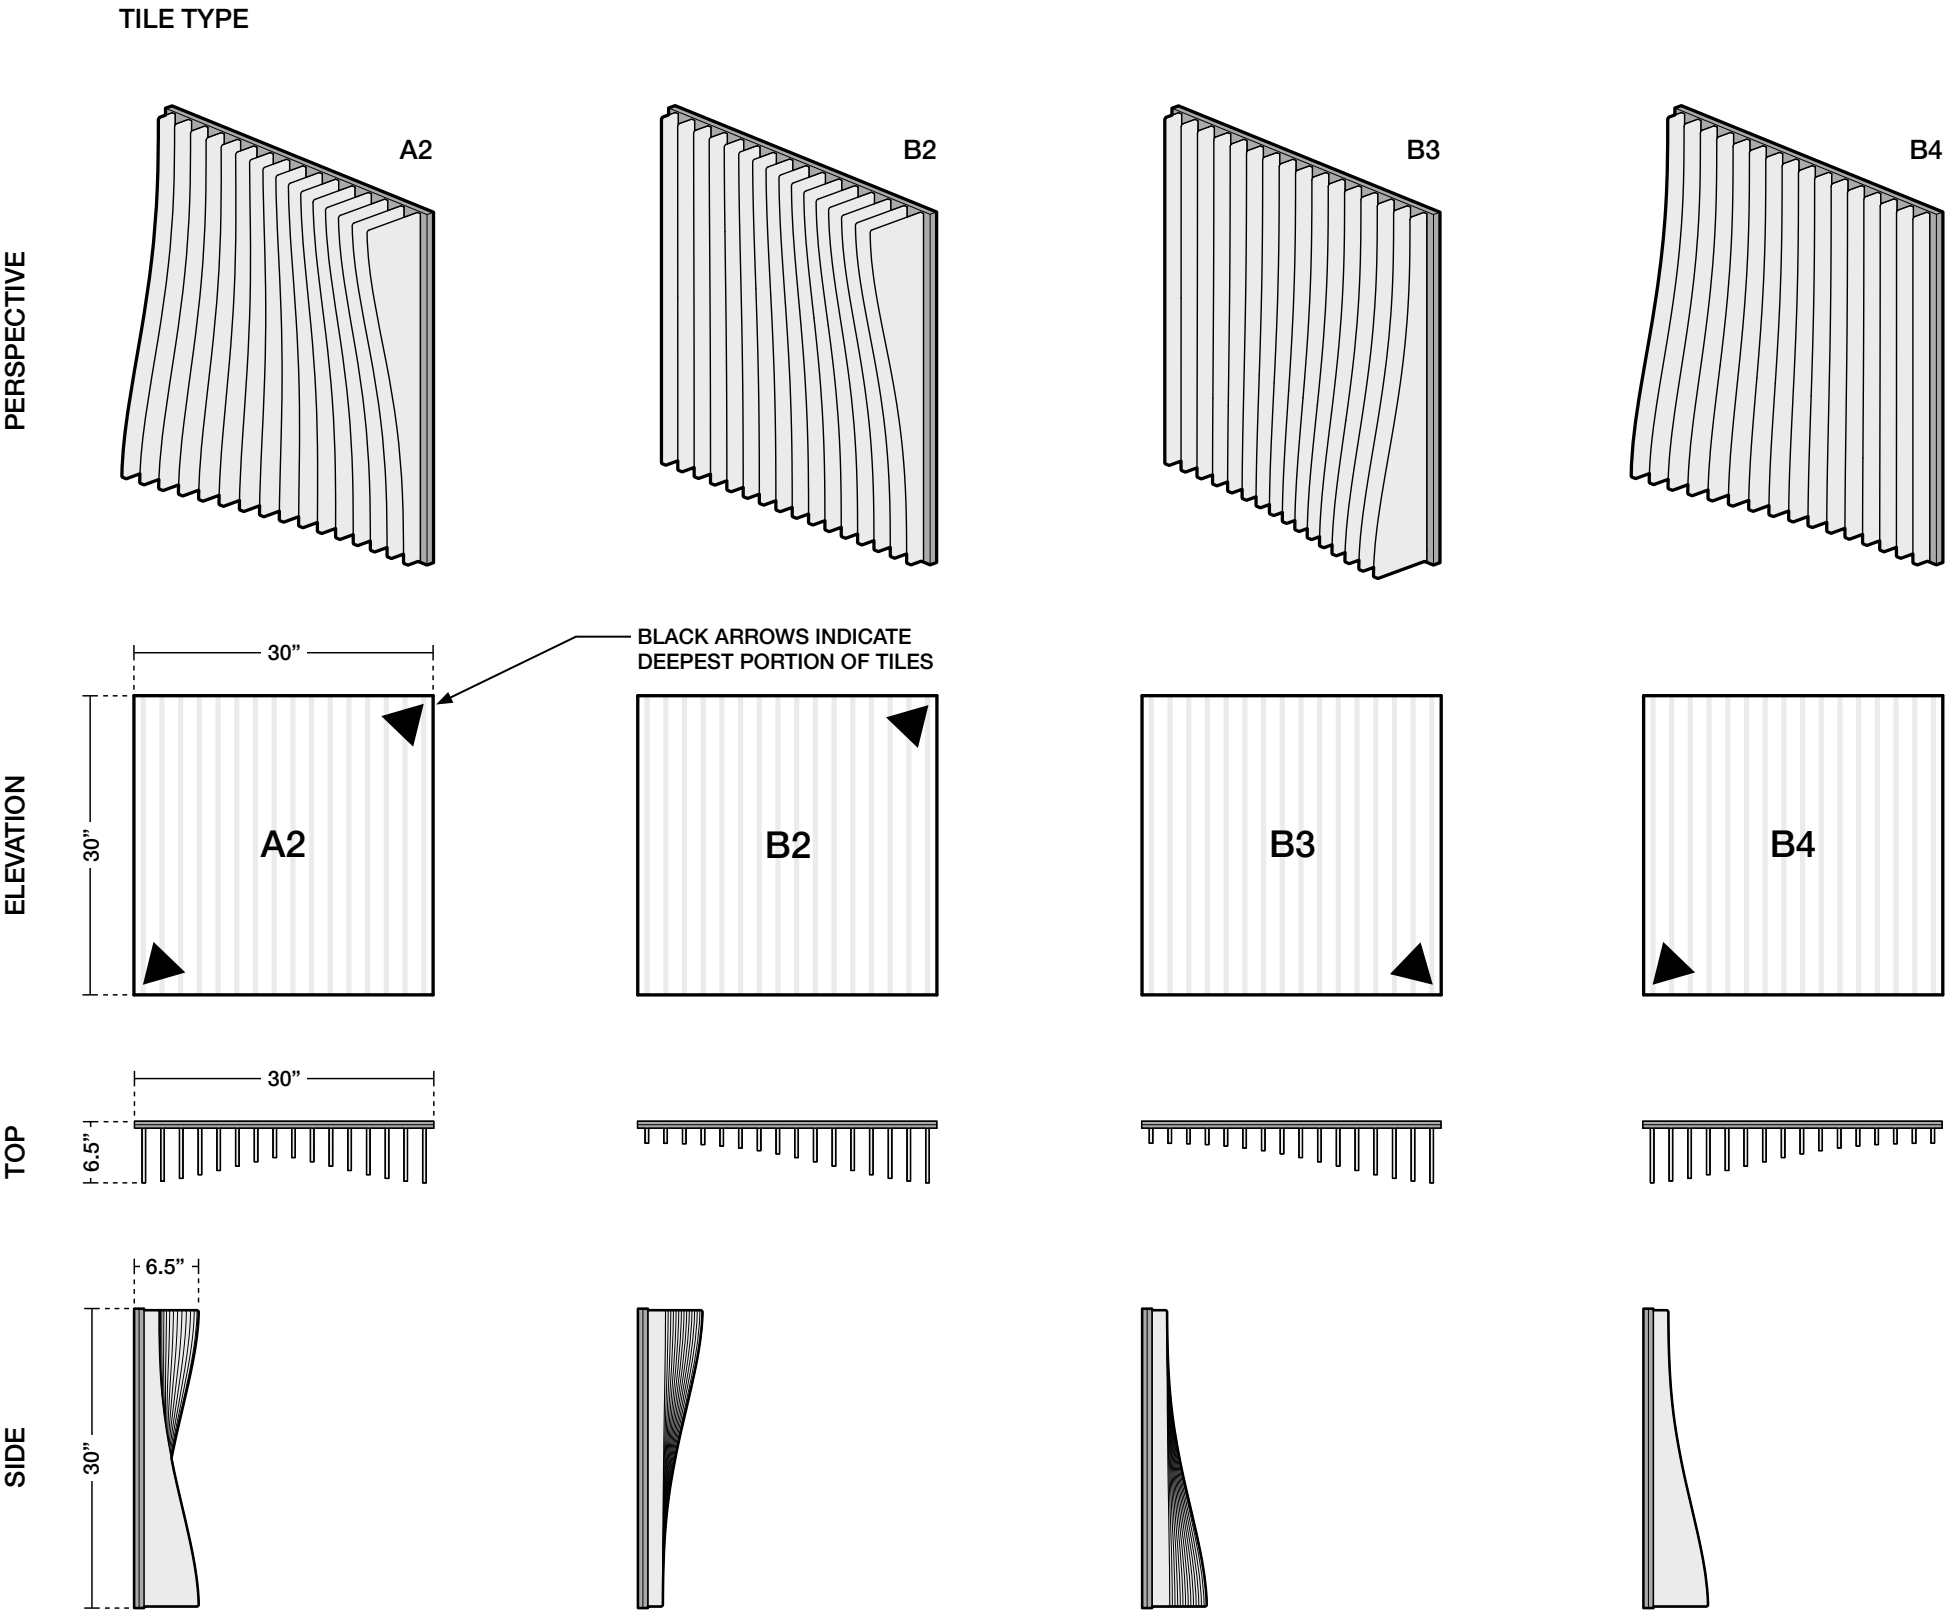 TILE TYPE
A2
B2
B3
B4
PERSPECTIVE
30”
BLACK ARROWS INDICATE
DEEPEST PORTION OF TILES
ELEVATION
30”
A2
B2
B3
B4
30”
TOP
6.5”
6.5”
SIDE
30”